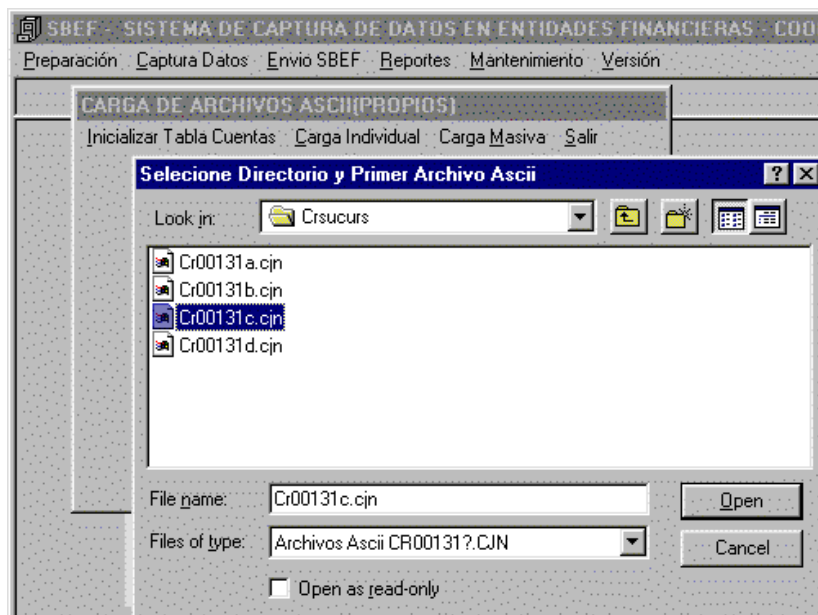 SBEF - SISTEMA DE CAPTURA DE DATOS EN ENTIDADES FINANCIERAS - COO
Preparación Captura Datos Envió SBEF Reportes Mantenimiento Versión
CARGA DE ARCHIVOS ASCII(PROPIOS)
Inicializar Tabla Cuentas Carga Individual Carga Masiva Salir
Selecione Directorio y Primer Archivo Ascii
Look in: Crsucurs
Cr00131a.cjn
Cr00131b.cjn
Cr00131c.cjn
Cr00131d.cjn
File name: Cr00131c.cjn Open
Files of type: Archivos Ascii CR00131?.CJN Cancel
Open as read-only